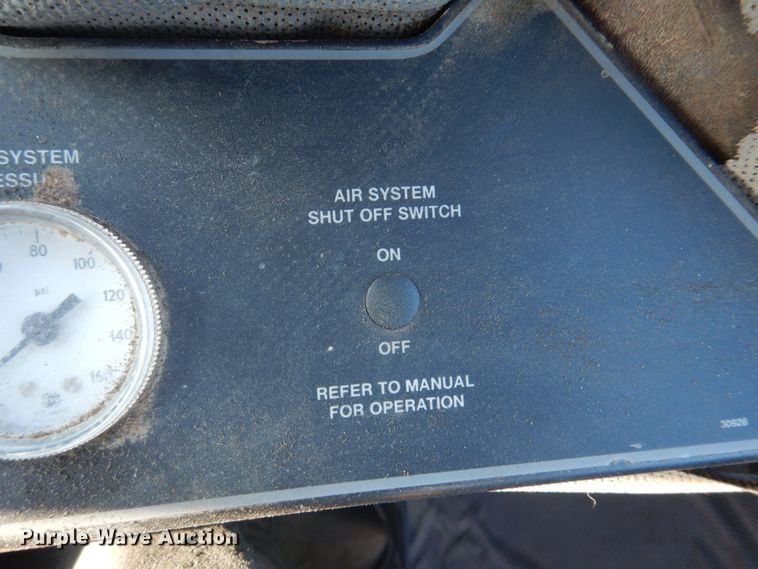 SYSTEM
AIR SYSTEM
SHUT OFF SWITCH
80
100
ON
psi
120
140
OFF
REFER TO MANUAL
FOR OPERATION
30928
Purple Wave Auction